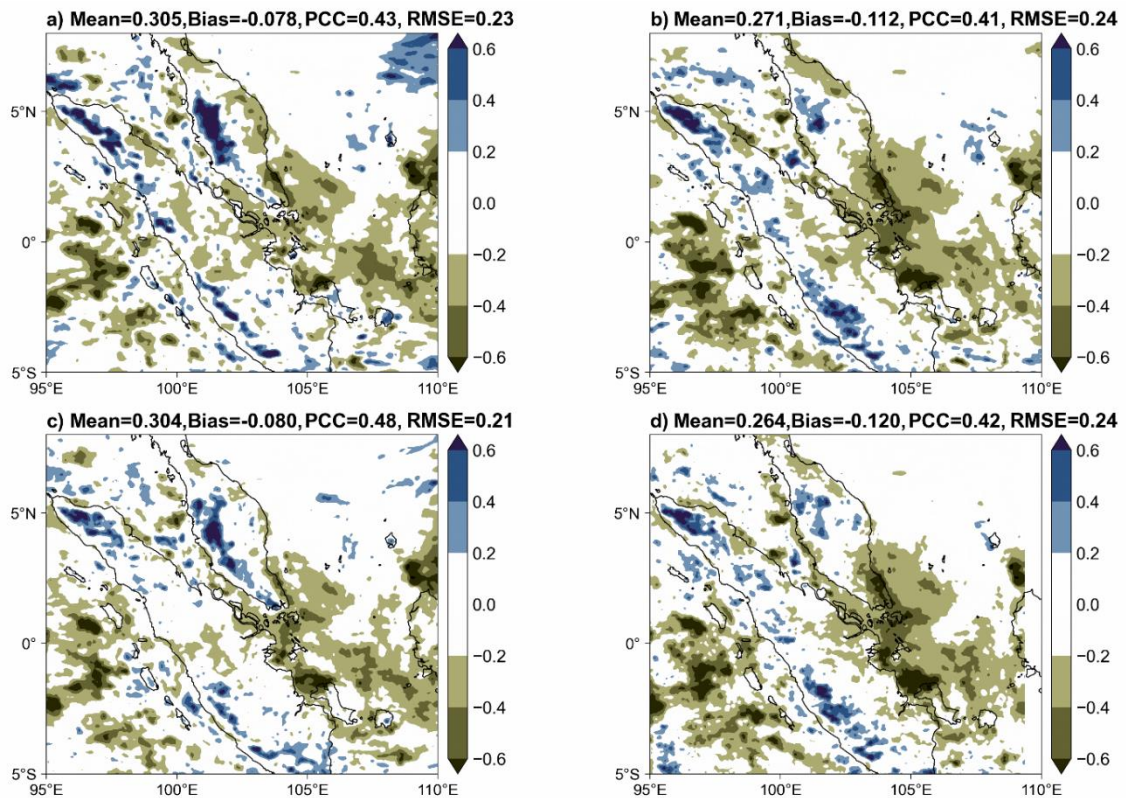 a) Mean=0.305,Bias=-0.078, PCC=0.43, RMSE=0.23
0.6
0.4
0.2
0.0
−0.2
−0.4
−0.6
5°N
0°
5°S
95°E
100°E
105°E
110°E
b) Mean=0.271,Bias=-0.112, PCC=0.41, RMSE=0.24
0.6
0.4
0.2
0.0
−0.2
−0.4
−0.6
5°N
0°
5°S
95°E
100°E
105°E
110°E
c) Mean=0.304,Bias=-0.080, PCC=0.48, RMSE=0.21
0.6
0.4
0.2
0.0
−0.2
−0.4
−0.6
5°N
0°
5°S
95°E
100°E
105°E
110°E
d) Mean=0.264,Bias=-0.120, PCC=0.42, RMSE=0.24
0.6
0.4
0.2
0.0
−0.2
−0.4
−0.6
5°N
0°
5°S
95°E
100°E
105°E
110°E